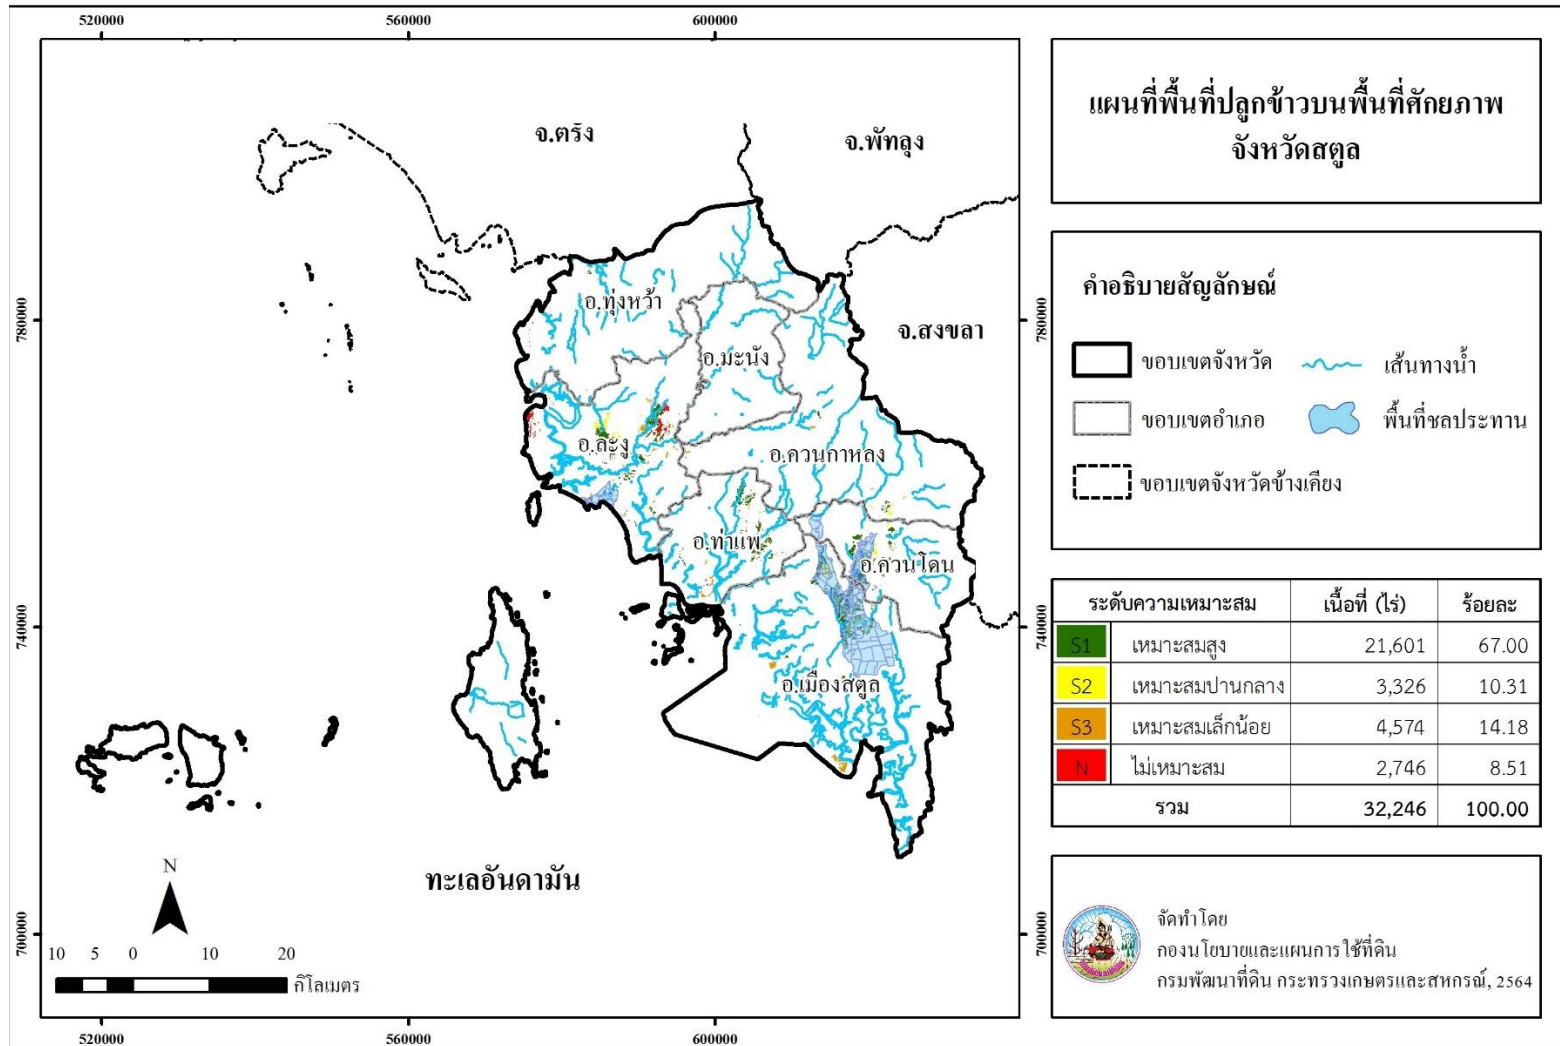 520000 560000 600000
แผนที่พื้นที่ปลูกข้าวบนพื้นที่ศักยภาพ
จังหวัดสตูล
จ.ตรัง
จ.พัทลุง
จ.สงขลา
อ.ทุ่งหว้า
อ.มะนัง
อ.ละงู
อ.ควนกาหลง
อ.ท่าแพ
อ.ควนโดน
อ.เมืองสตูล
ทะเลอันดามัน
780000
740000
700000
780000
740000
700000
N
10 5 0 10 20
กิโลเมตร
520000 560000 600000
คำอธิบายสัญลักษณ์
ขอบเขตจังหวัด เส้นทางน้ำ
ขอบเขตอำเภอ พื้นที่ชลประทาน
ขอบเขตจังหวัดข้างเคียง
ระดับความเหมาะสม เนื้อที่ (ไร่) ร้อยละ
S1 เหมาะสมสูง 21,601 67.00
S2 เหมาะสมปานกลาง 3,326 10.31
S3 เหมาะสมเล็กน้อย 4,574 14.18
N ไม่เหมาะสม 2,746 8.51
รวม 32,246 100.00
จัดทำโดย
กองนโยบายและแผนการใช้ที่ดิน
กรมพัฒนาที่ดิน กระทรวงเกษตรและสหกรณ์, 2564